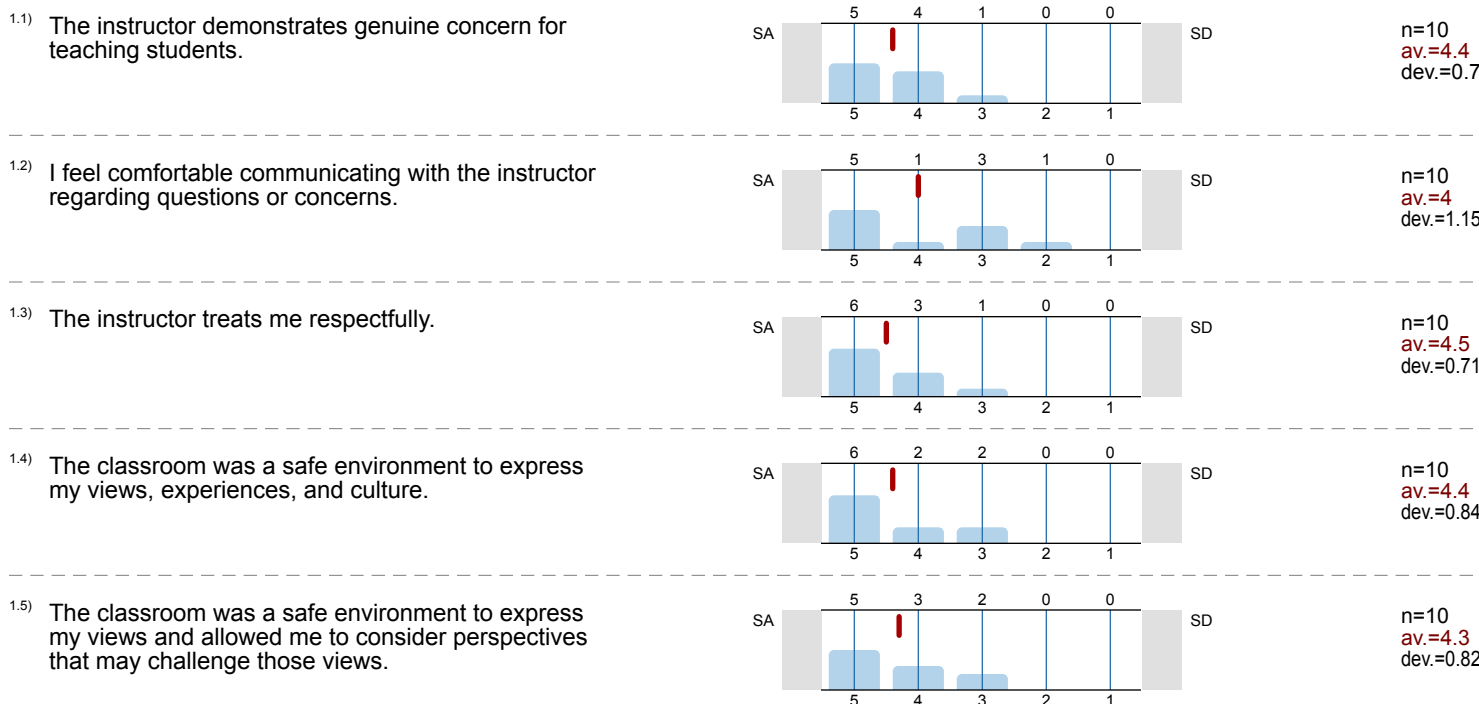 1.1) The instructor demonstrates genuine concern for
teaching students.
5 4 1 0 0
SA SD
5 4 3 2 1
n=10
av.=4.4
dev.=0.7
1.2) I feel comfortable communicating with the instructor
regarding questions or concerns.
5 1 3 1 0
SA SD
5 4 3 2 1
n=10
av.=4
dev.=1.15
1.3) The instructor treats me respectfully.
6 3 1 0 0
SA SD
5 4 3 2 1
n=10
av.=4.5
dev.=0.71
1.4) The classroom was a safe environment to express
my views, experiences, and culture.
6 2 2 0 0
SA SD
5 4 3 2 1
n=10
av.=4.4
dev.=0.84
1.5) The classroom was a safe environment to express
my views and allowed me to consider perspectives
that may challenge those views.
5 3 2 0 0
SA SD
5 4 3 2 1
n=10
av.=4.3
dev.=0.82